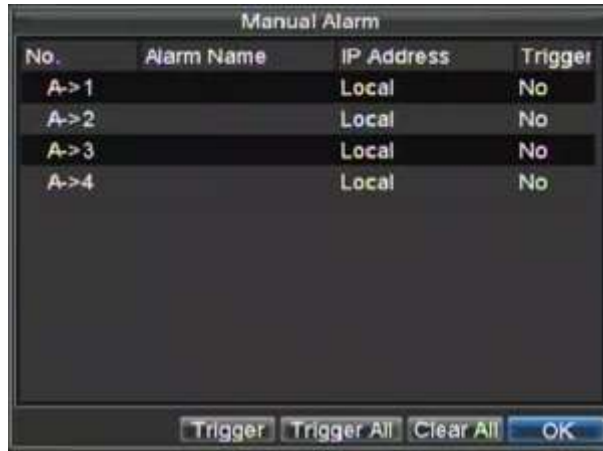 Manual Alarm
No. Alarm Name IP Address Trigger
A->1 Local No
A->2 Local No
A->3 Local No
A->4 Local No
Trigger Trigger All Clear All OK